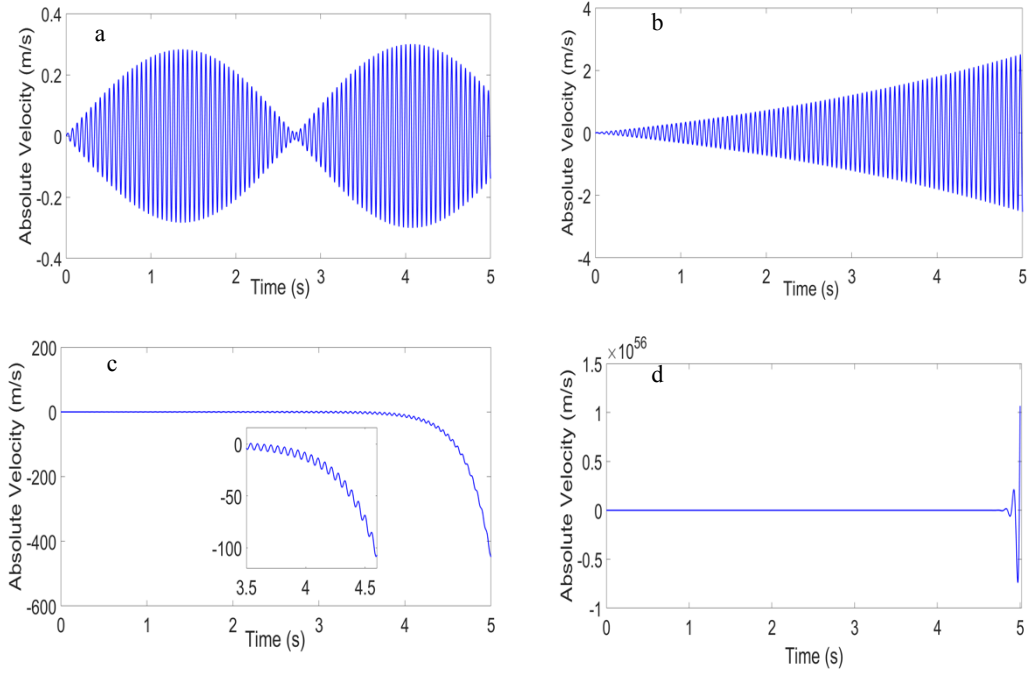 a
Absolute Velocity (m/s)
0.4
0.2
0
-0.2
-0.4
0 1 2 3 4 5
Time (s)
b
Absolute Velocity (m/s)
4
2
0
-2
-4
0 1 2 3 4 5
Time (s)
c
Absolute Velocity (m/s)
200
0
-200
-400
-600
0
-50
-100
3.5 4 4.5
0 1 2 3 4 5
Time (s)
d
×10^56
Absolute Velocity (m/s)
1.5
1
0.5
0
-0.5
-1
0 1 2 3 4 5
Time (s)